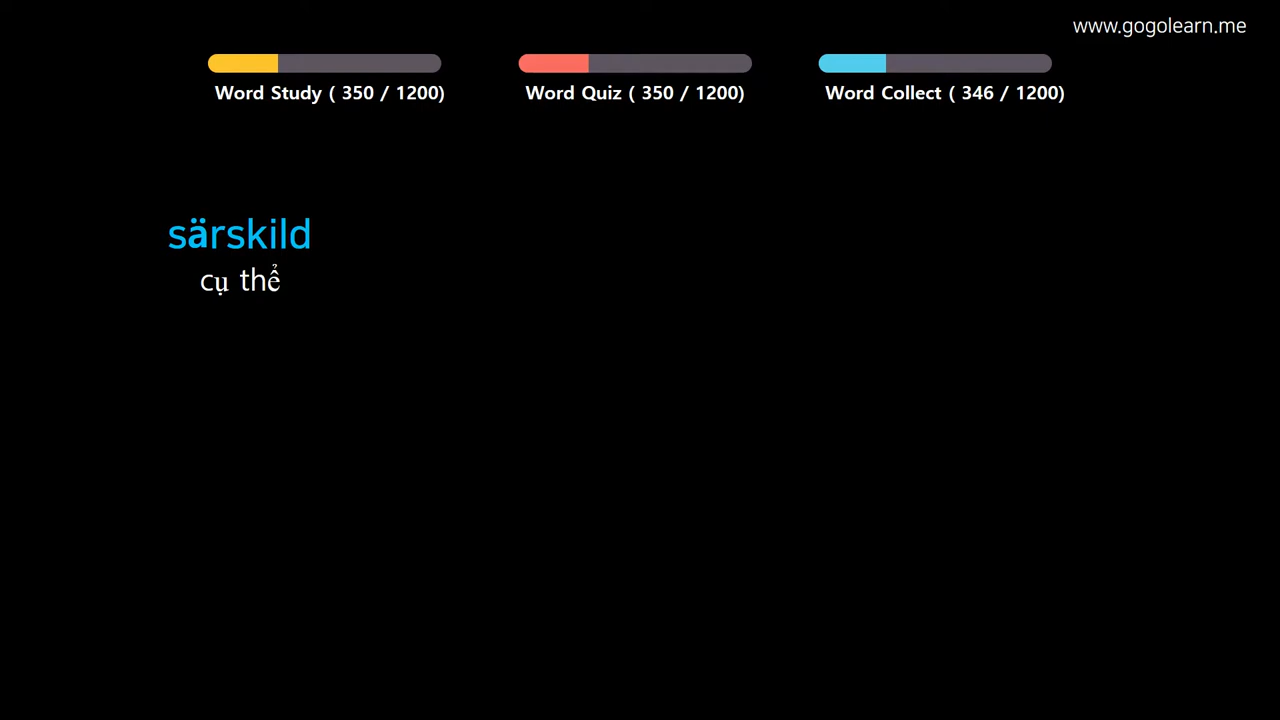 www.gogolearn.me
Word Study ( 350 / 1200)
Word Quiz ( 350 / 1200)
Word Collect ( 346 / 1200)
särskild
cụ thể